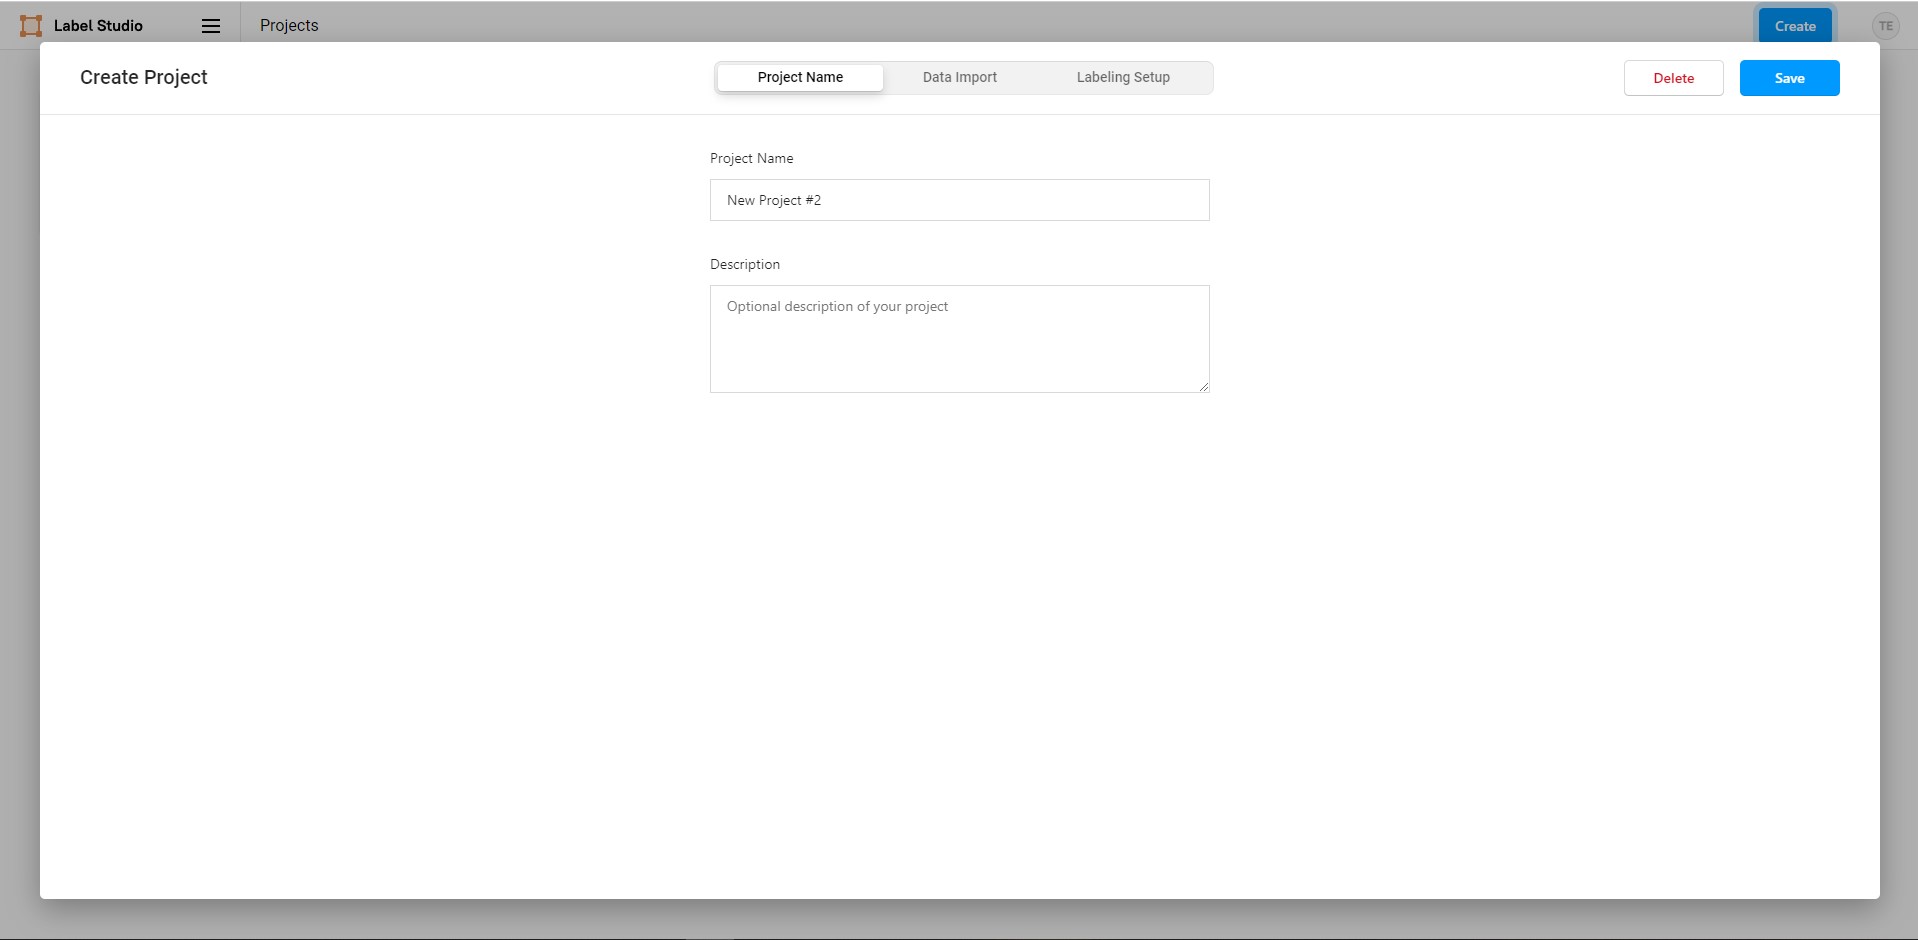 Label Studio
Projects
Create
TE
Create Project
Project Name
Data Import
Labeling Setup
Delete
Save
Project Name
New Project #2
Description
Optional description of your project